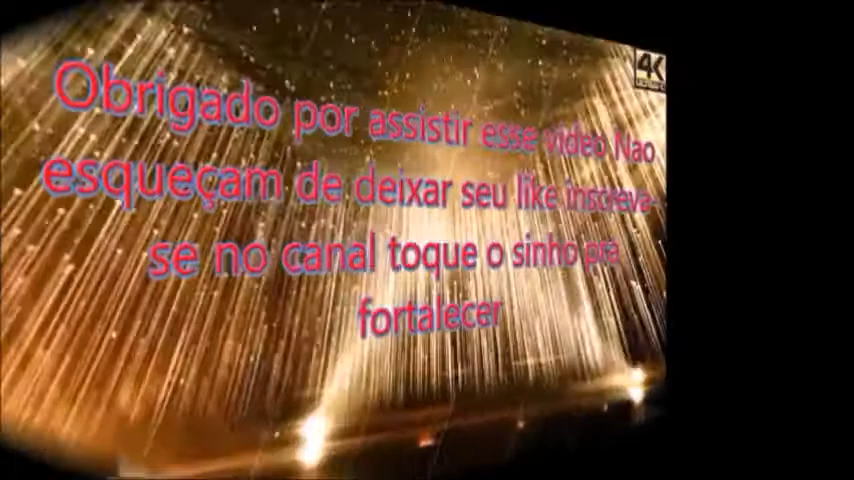 Obrigado por assistir esse video Nao
esqueçam de deixar seu like inscreva-
se no canal toque o sinho pra
fortalecer
4K